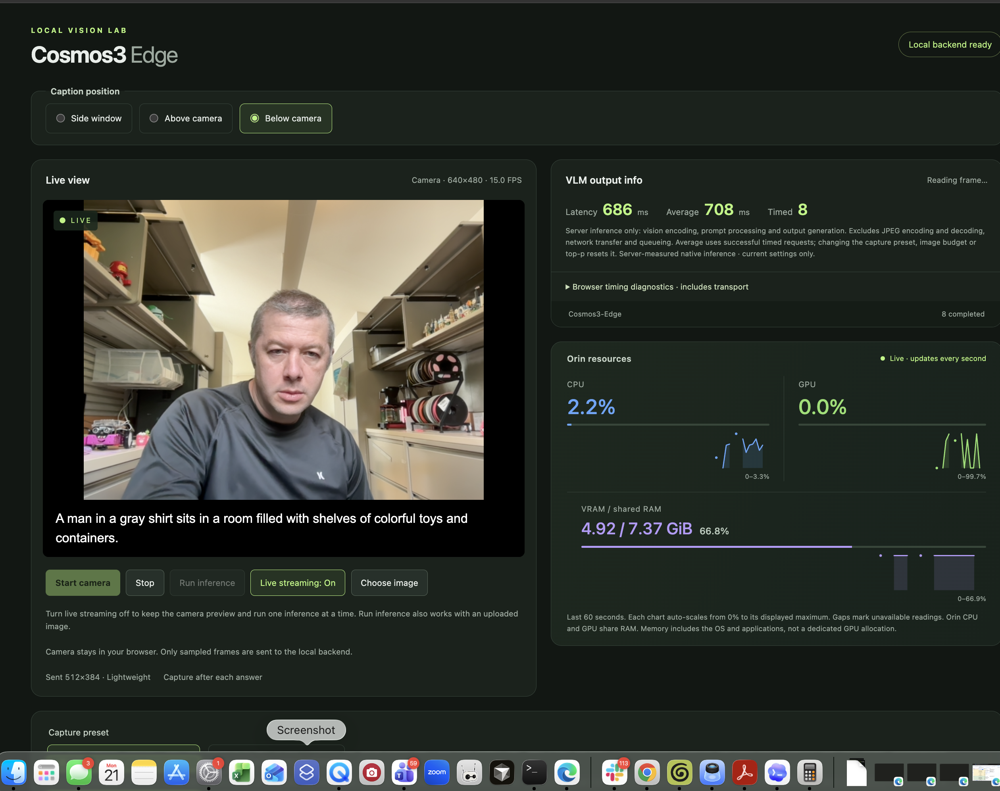 LOCAL VISION LAB
Cosmos3 Edge
Local backend ready
Caption position
Side window
Above camera
Below camera
Live view
Camera · 640×480 · 15.0 FPS
LIVE
A man in a gray shirt sits in a room filled with shelves of colorful toys and
containers.
Start camera
Stop
Run inference
Live streaming: On
Choose image
Turn live streaming off to keep the camera preview and run one inference at a time. Run inference also works with an uploaded
image.
Camera stays in your browser. Only sampled frames are sent to the local backend.
Sent 512×384 · Lightweight
Capture after each answer
VLM output info
Reading frame...
Latency 686 ms
Average 708 ms
Timed 8
Server inference only: vision encoding, prompt processing and output generation. Excludes JPEG encoding and decoding,
network transfer and queueing. Average uses successful timed requests; changing the capture preset, image budget or
top-p resets it. Server-measured native inference · current settings only.
Browser timing diagnostics · includes transport
Cosmos3-Edge
8 completed
Orin resources
Live · updates every second
CPU
2.2%
0–3.3%
GPU
0.0%
0–99.7%
VRAM / shared RAM
4.92 / 7.37 GiB 66.8%
0–66.9%
Last 60 seconds. Each chart auto-scales from 0% to its displayed maximum. Gaps mark unavailable readings. Orin CPU
and GPU share RAM. Memory includes the OS and applications, not a dedicated GPU allocation.
Capture preset
Screenshot
3
Mon
21
1
X
O
T
59
zoom
>_
113